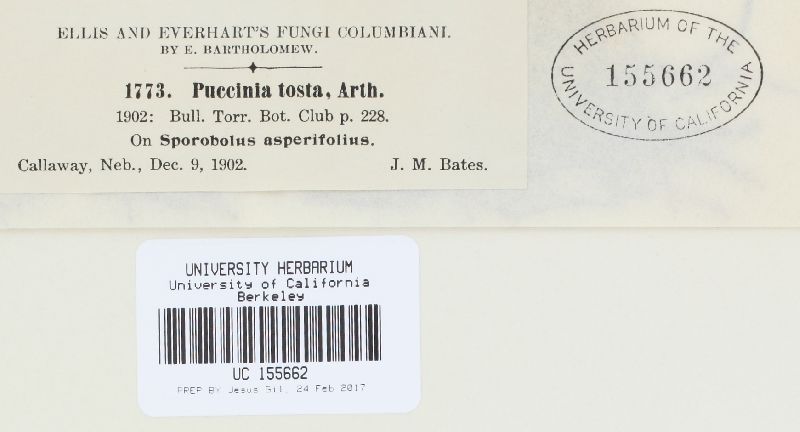 ELLIS AND EVERHART'S FUNGI COLUMBIANI.
BY E. BARTHOLOMEW.
1773. Puccinia tosta, Arth.
1902: Bull. Torr. Bot. Club p. 228.
On Sporobolus asperifolius.
Callaway, Neb., Dec. 9, 1902. J. M. Bates.
HERBARIUM OF THE
155662
UNIVERSITY OF CALIFORNIA
UNIVERSITY HERBARIUM
University of California
Berkeley
UC 155662
PREP BY Jesus Gil, 24 Feb 2017